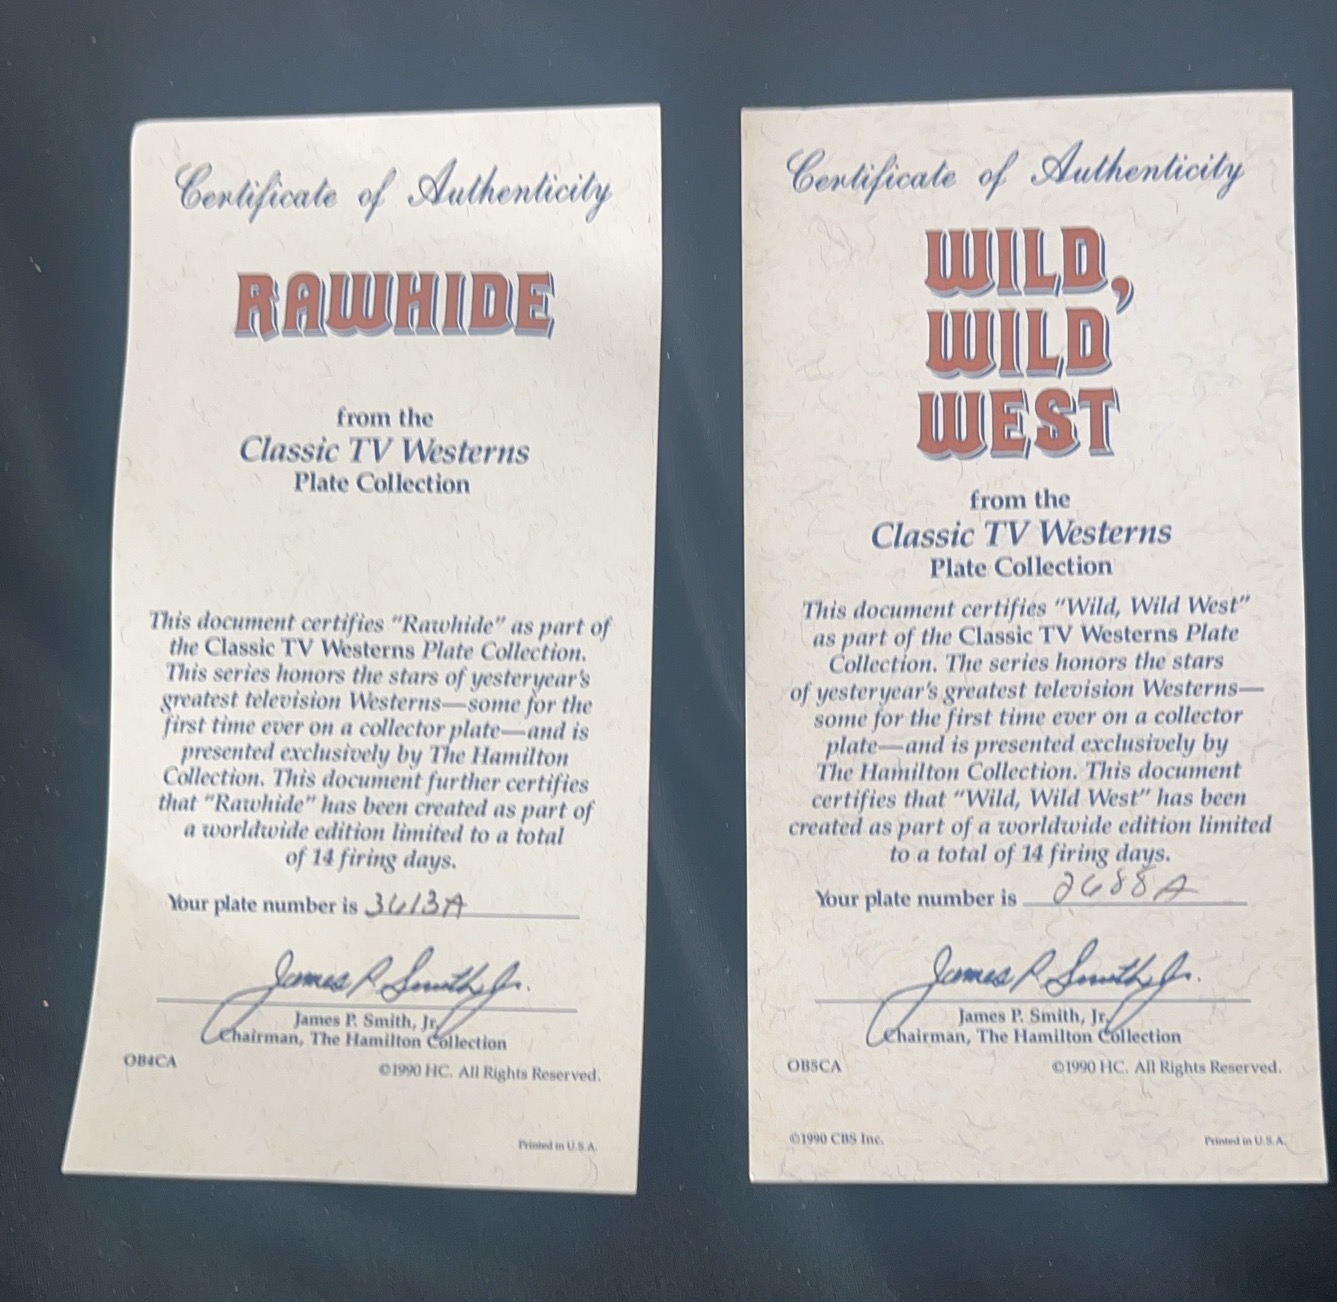 Certificate of Authenticity
RAWHIDE
from the
Classic TV Westerns
Plate Collection
This document certifies “Rawhide” as part of
the Classic TV Westerns Plate Collection.
This series honors the stars of yesteryear’s
greatest television Westerns—some for the
first time ever on a collector plate—and is
presented exclusively by The Hamilton
Collection. This document further certifies
that “Rawhide” has been created as part of
a worldwide edition limited to a total
of 14 firing days.
Your plate number is 3613A
James P. Smith, Jr.
James P. Smith, Jr.
Chairman, The Hamilton Collection
OB4CA
©1990 HC. All Rights Reserved.
Printed in U.S.A.
Certificate of Authenticity
WILD,
WILD
WEST
from the
Classic TV Westerns
Plate Collection
This document certifies “Wild, Wild West”
as part of the Classic TV Westerns Plate
Collection. The series honors the stars
of yesteryear’s greatest television Westerns—
some for the first time ever on a collector
plate—and is presented exclusively by
The Hamilton Collection. This document
certifies that “Wild, Wild West” has been
created as part of a worldwide edition limited
to a total of 14 firing days.
Your plate number is 2688A
James P. Smith, Jr.
James P. Smith, Jr.
Chairman, The Hamilton Collection
OB5CA
©1990 HC. All Rights Reserved.
©1990 CBS Inc.
Printed in U.S.A.